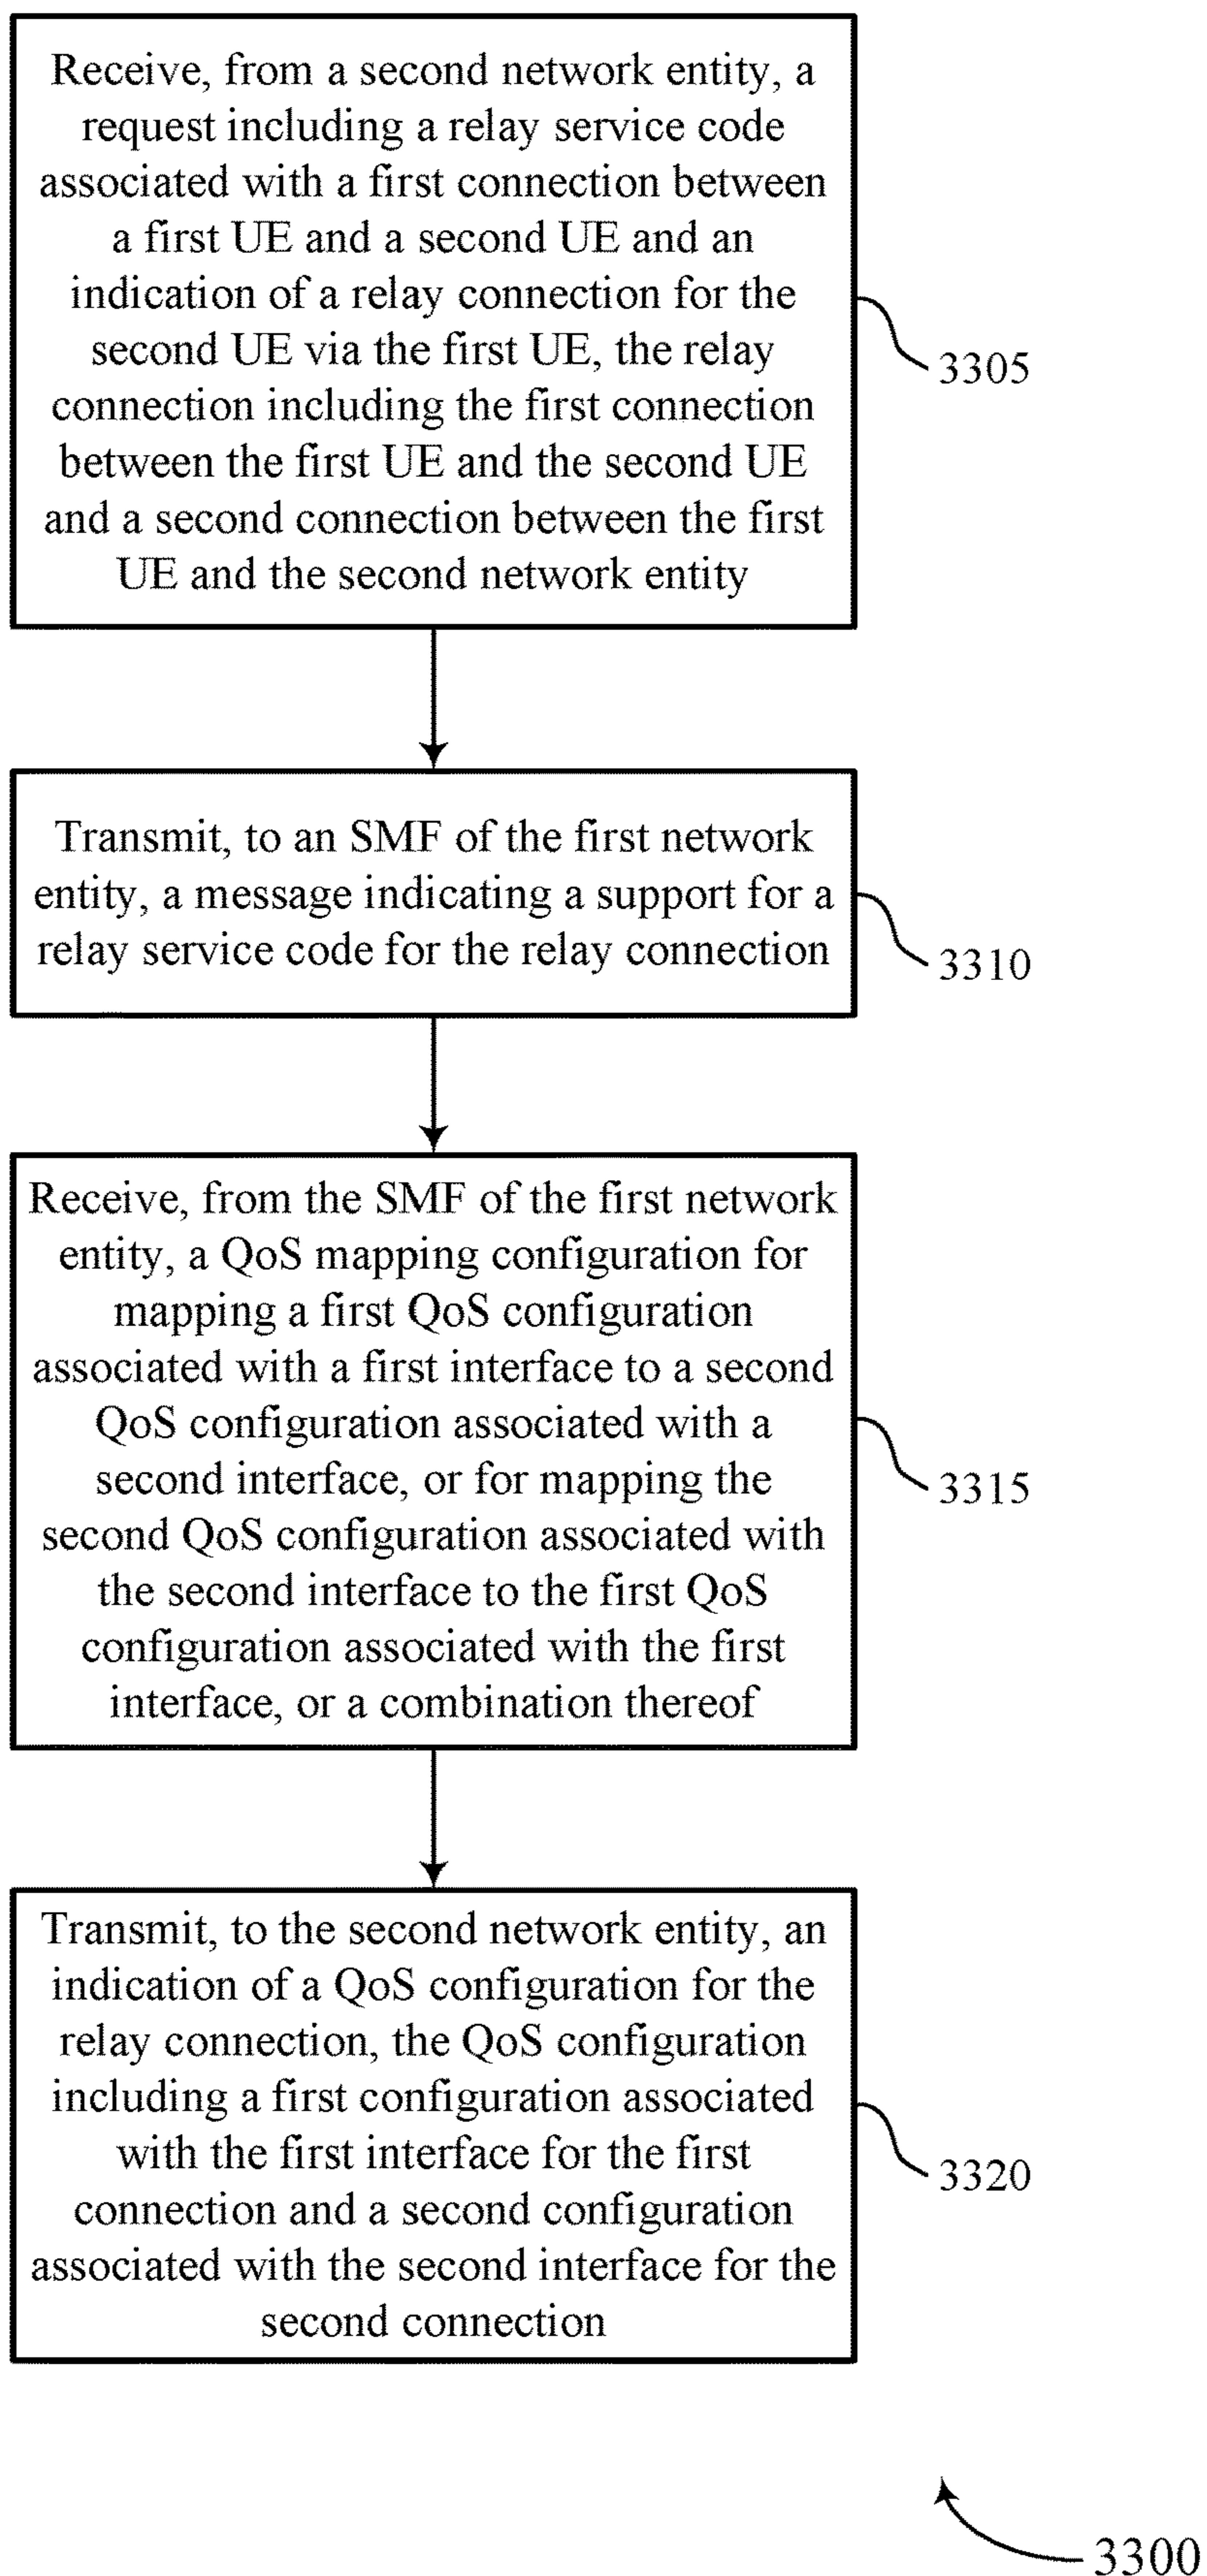 Receive, from a second network entity, a
request including a relay service code
associated with a first connection between
a first UE and a second UE and an
indication of a relay connection for the
second UE via the first UE, the relay
connection including the first connection
between the first UE and the second UE
and a second connection between the first
UE and the second network entity
3305
Transmit, to an SMF of the first network
entity, a message indicating a support for a
relay service code for the relay connection
3310
Receive, from the SMF of the first network
entity, a QoS mapping configuration for
mapping a first QoS configuration
associated with a first interface to a second
QoS configuration associated with a
second interface, or for mapping the
second QoS configuration associated with
the second interface to the first QoS
configuration associated with the first
interface, or a combination thereof
3315
Transmit, to the second network entity, an
indication of a QoS configuration for the
relay connection, the QoS configuration
including a first configuration associated
with the first interface for the first
connection and a second configuration
associated with the second interface for the
second connection
3320
3300